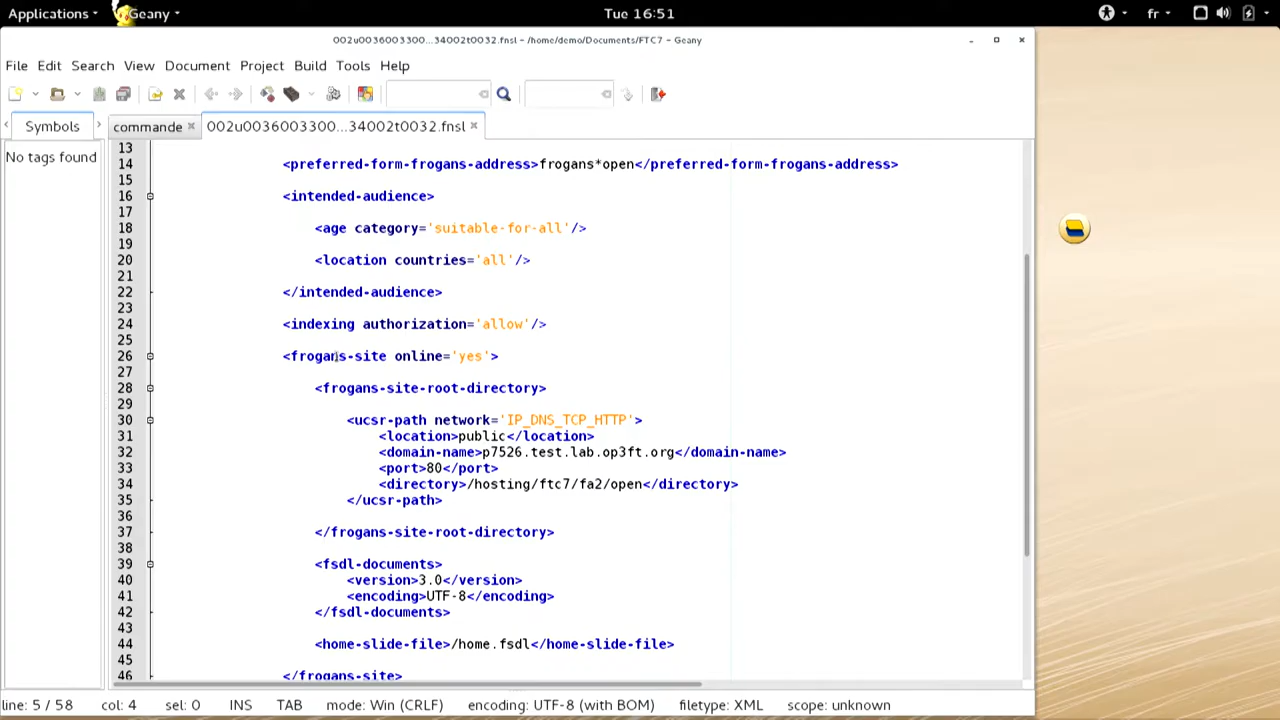 Applications
Geany
Tue 16:51
fr
002u0036003300...34002t0032.fnsl - /home/demo/Documents/FTC7 - Geany
File Edit Search View Document Project Build Tools Help
Symbols
commande
002u0036003300...34002t0032.fnsl
No tags found
13
14 <preferred-form-frogans-address>frogans*open</preferred-form-frogans-address>
15
16 <intended-audience>
17
18 <age category='suitable-for-all'/>
19
20 <location countries='all'/>
21
22 </intended-audience>
23
24 <indexing authorization='allow'/>
25
26 <frogans-site online='yes'>
27
28 <frogans-site-root-directory>
29
30 <ucsr-path network='IP_DNS_TCP_HTTP'>
31 <location>public</location>
32 <domain-name>p7526.test.lab.op3ft.org</domain-name>
33 <port>80</port>
34 <directory>/hosting/ftc7/fa2/open</directory>
35 </ucsr-path>
36
37 </frogans-site-root-directory>
38
39 <fsdl-documents>
40 <version>3.0</version>
41 <encoding>UTF-8</encoding>
42 </fsdl-documents>
43
44 <home-slide-file>/home.fsdl</home-slide-file>
45
46 </frogans-site>
line: 5 / 58 col: 4 sel: 0 INS TAB mode: Win (CRLF) encoding: UTF-8 (with BOM) filetype: XML scope: unknown